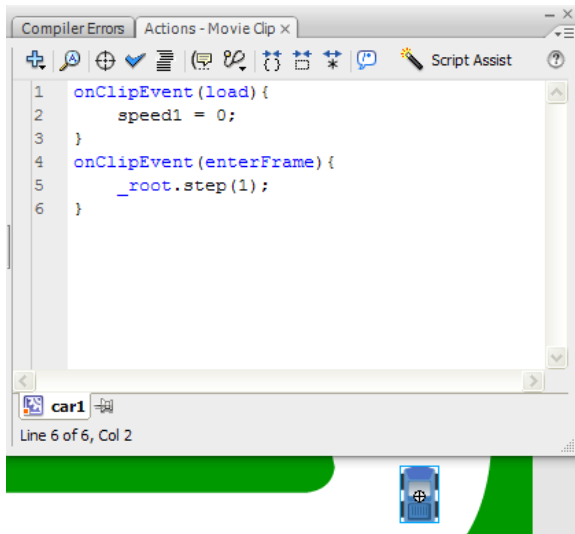 Compiler Errors Actions - Movie Clip ×
Script Assist
1 onClipEvent(load){
2     speed1 = 0;
3 }
4 onClipEvent(enterFrame){
5     _root.step(1);
6 }
car1
Line 6 of 6, Col 2